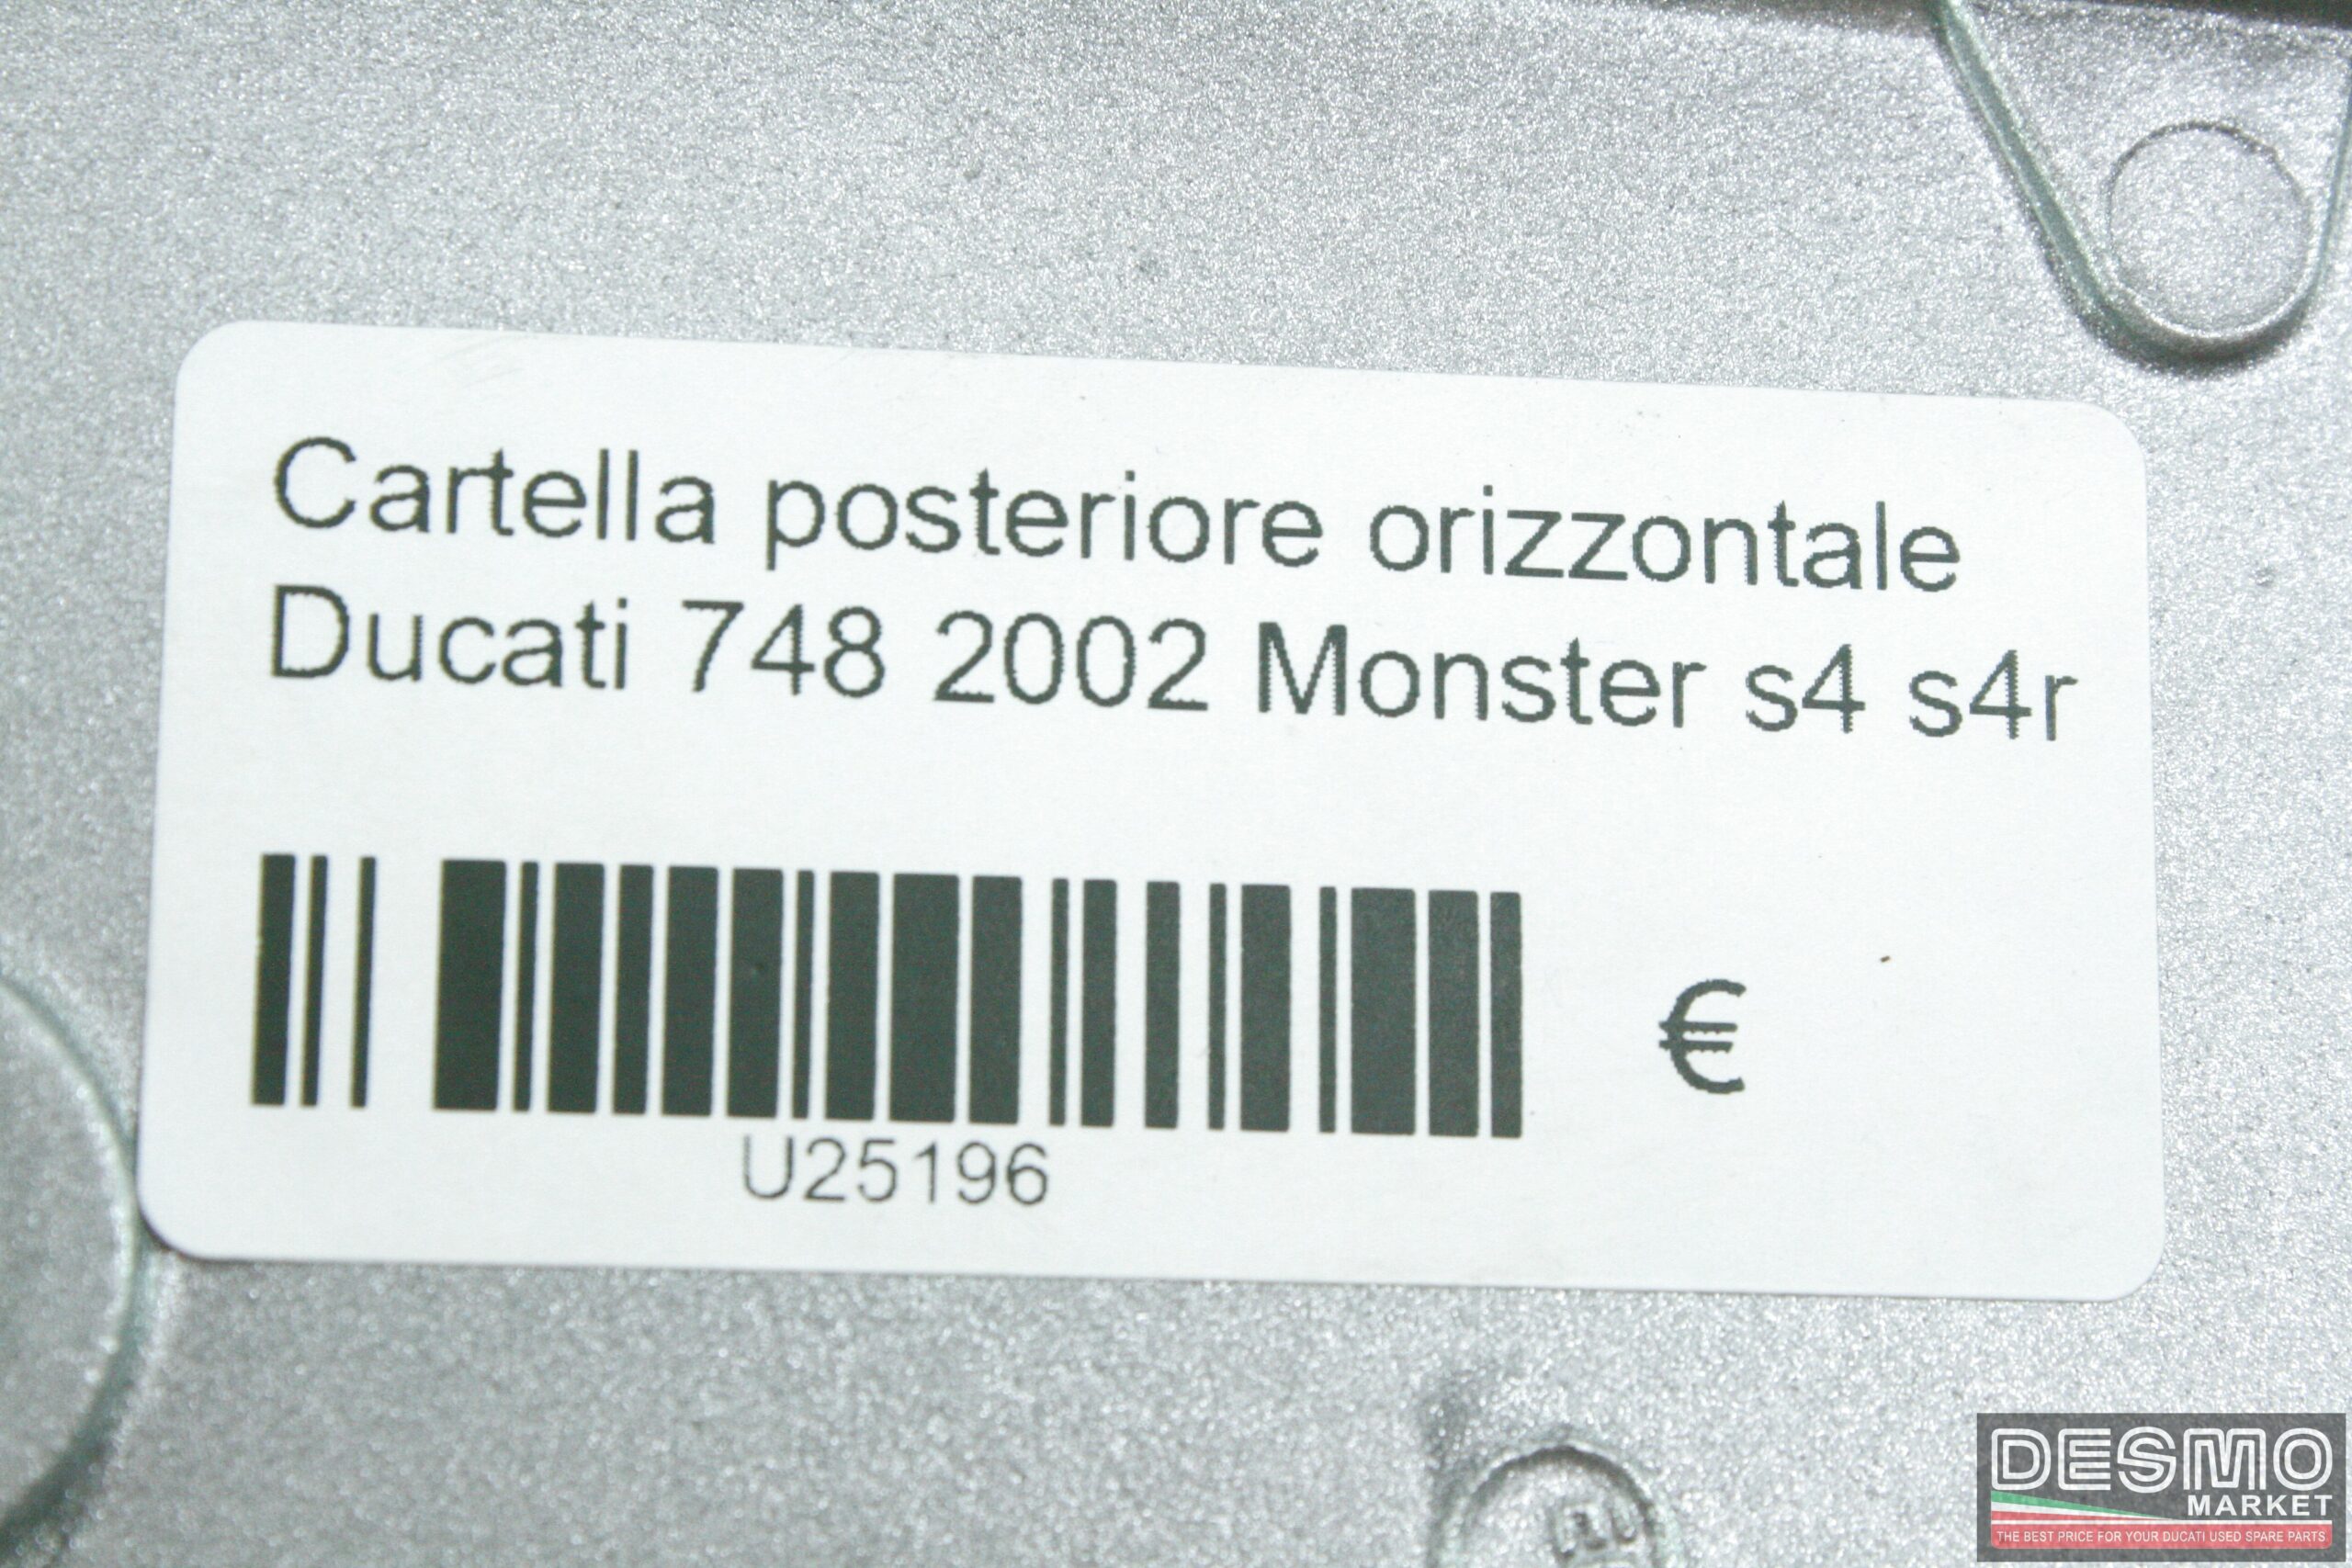 Cartella posteriore orizzontale
Ducati 748 2002 Monster s4 s4r
€
U25196
DESMO
MARKET
THE BEST PRICE FOR YOUR DUCATI USED SPARE PARTS